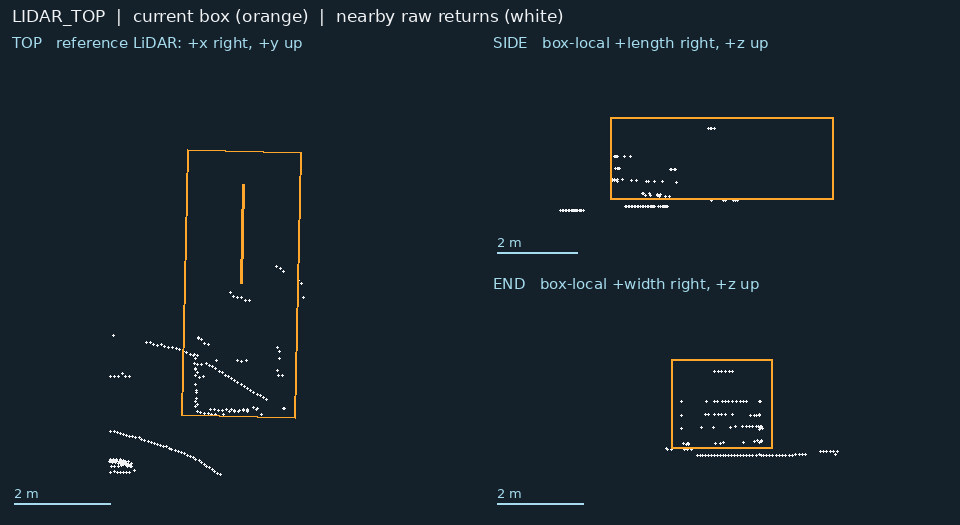 LIDAR_TOP | current box (orange) | nearby raw returns (white)
TOP reference LiDAR: +x right, +y up
SIDE box-local +length right, +z up
2 m
END box-local +width right, +z up
2 m
2 m